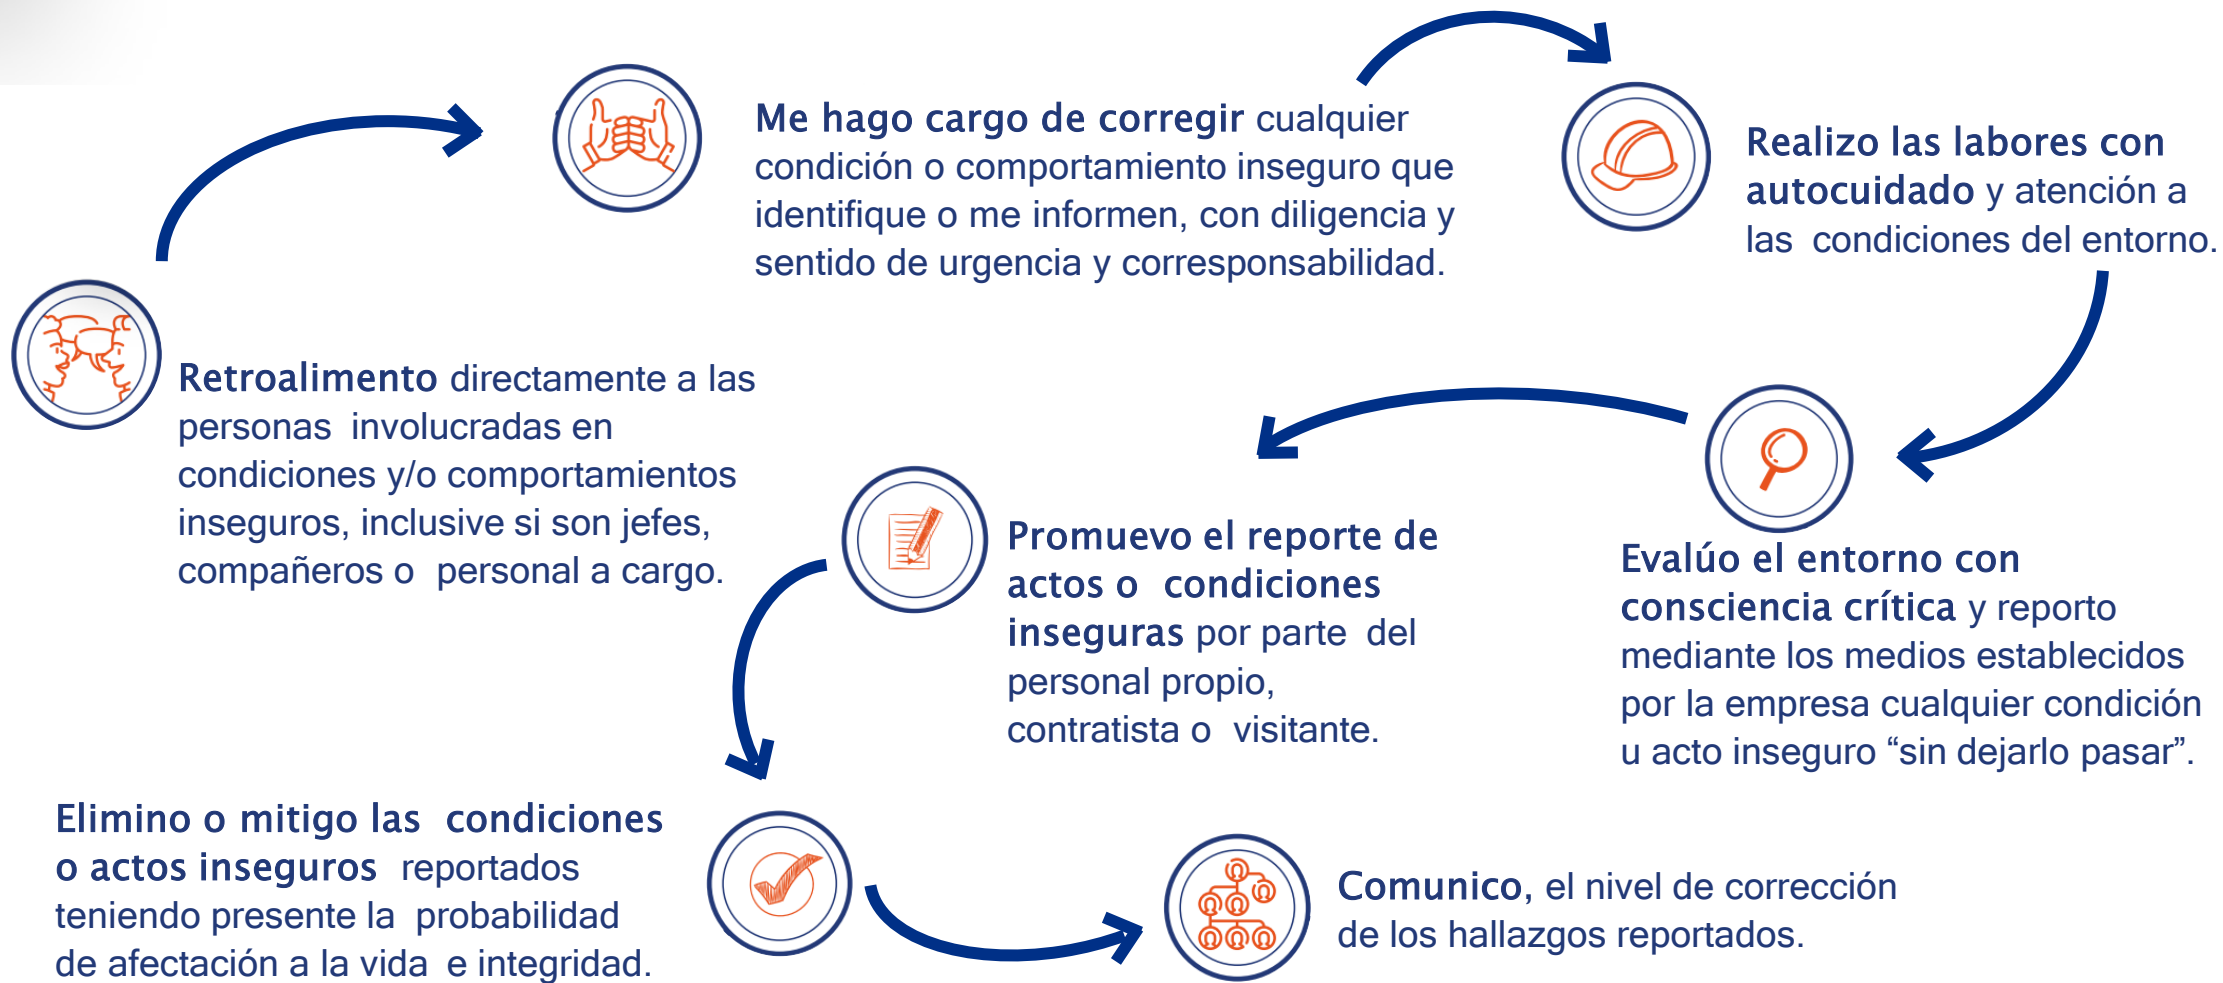 Retroalimento directamente a las
personas involucradas en
condiciones y/o comportamientos
inseguros, inclusive si son jefes,
compañeros o personal a cargo.
Me hago cargo de corregir cualquier
condición o comportamiento inseguro que
identifique o me informen, con diligencia y
sentido de urgencia y corresponsabilidad.
Realizo las labores con
autocuidado y atención a
las condiciones del entorno.
Evalúo el entorno con
consciencia crítica y reporto
mediante los medios establecidos
por la empresa cualquier condición
u acto inseguro “sin dejarlo pasar”.
Promuevo el reporte de
actos o condiciones
inseguras por parte del
personal propio,
contratista o visitante.
Elimino o mitigo las condiciones
o actos inseguros reportados
teniendo presente la probabilidad
de afectación a la vida e integridad.
Comunico, el nivel de corrección
de los hallazgos reportados.